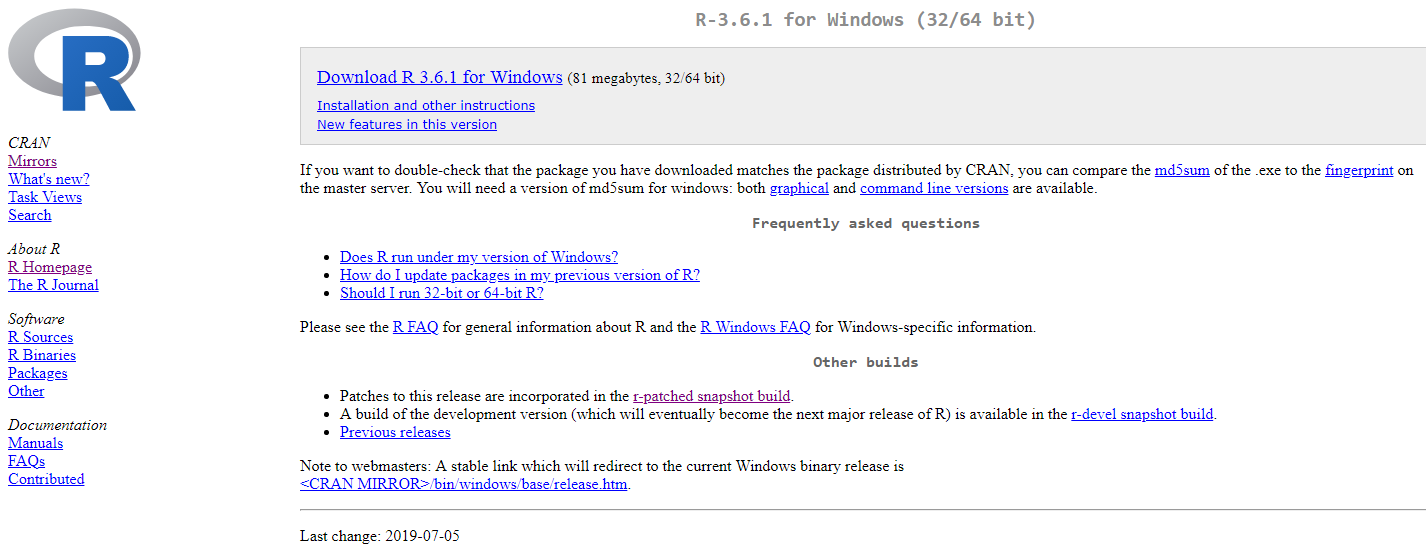 R
CRAN
Mirrors
What's new?
Task Views
Search
About R
R Homepage
The R Journal
Software
R Sources
R Binaries
Packages
Other
Documentation
Manuals
FAQs
Contributed
R-3.6.1 for Windows (32/64 bit)
Download R 3.6.1 for Windows (81 megabytes, 32/64 bit)
Installation and other instructions
New features in this version
If you want to double-check that the package you have downloaded matches the package distributed by CRAN, you can compare the md5sum of the .exe to the fingerprint on
the master server. You will need a version of md5sum for windows: both graphical and command line versions are available.
Frequently asked questions
• Does R run under my version of Windows?
• How do I update packages in my previous version of R?
• Should I run 32-bit or 64-bit R?
Please see the R FAQ for general information about R and the R Windows FAQ for Windows-specific information.
Other builds
• Patches to this release are incorporated in the r-patched snapshot build.
• A build of the development version (which will eventually become the next major release of R) is available in the r-devel snapshot build.
• Previous releases
Note to webmasters: A stable link which will redirect to the current Windows binary release is
<CRAN MIRROR>/bin/windows/base/release.htm.
Last change: 2019-07-05